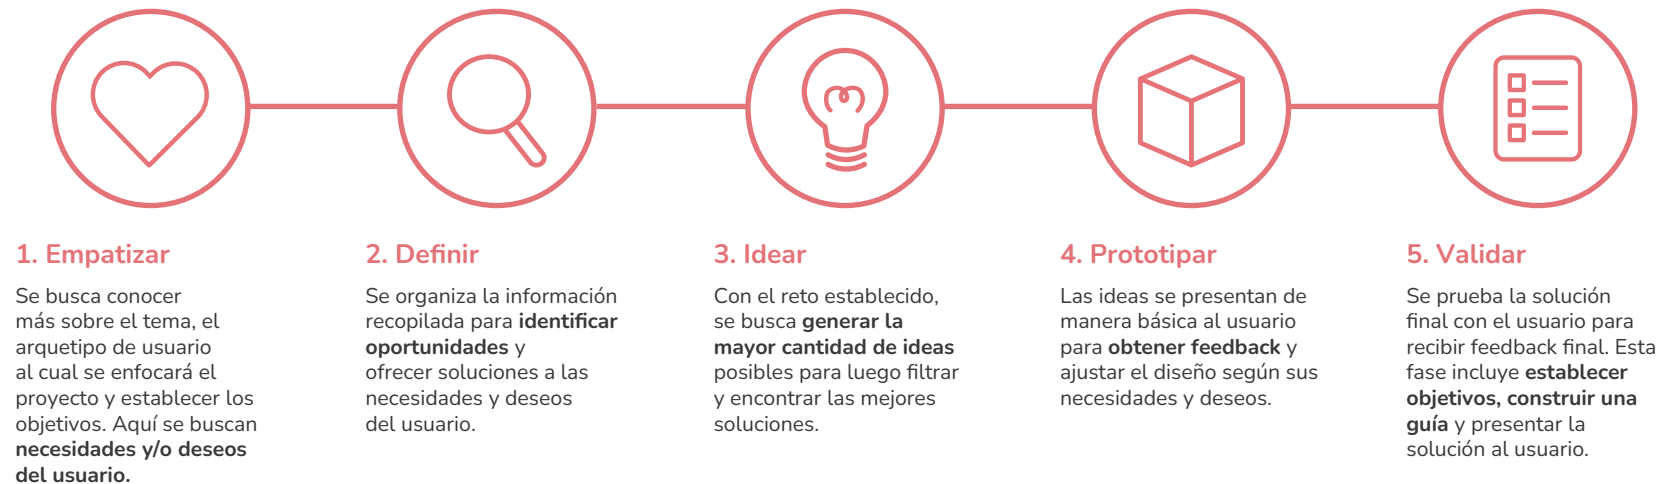 1. Empatizar
Se busca conocer
más sobre el tema, el
arquetipo de usuario
al cual se enfocará el
proyecto y establecer los
objetivos. Aquí se buscan
necesidades y/o deseos
del usuario.
2. Definir
Se organiza la información
recopilada para identificar
oportunidades y
ofrecer soluciones a las
necesidades y deseos
del usuario.
3. Idear
Con el reto establecido,
se busca generar la
mayor cantidad de ideas
posibles para luego filtrar
y encontrar las mejores
soluciones.
4. Prototipar
Las ideas se presentan de
manera básica al usuario
para obtener feedback y
ajustar el diseño según sus
necesidades y deseos.
5. Validar
Se prueba la solución
final con el usuario para
recibir feedback final. Esta
fase incluye establecer
objetivos, construir una
guía y presentar la
solución al usuario.